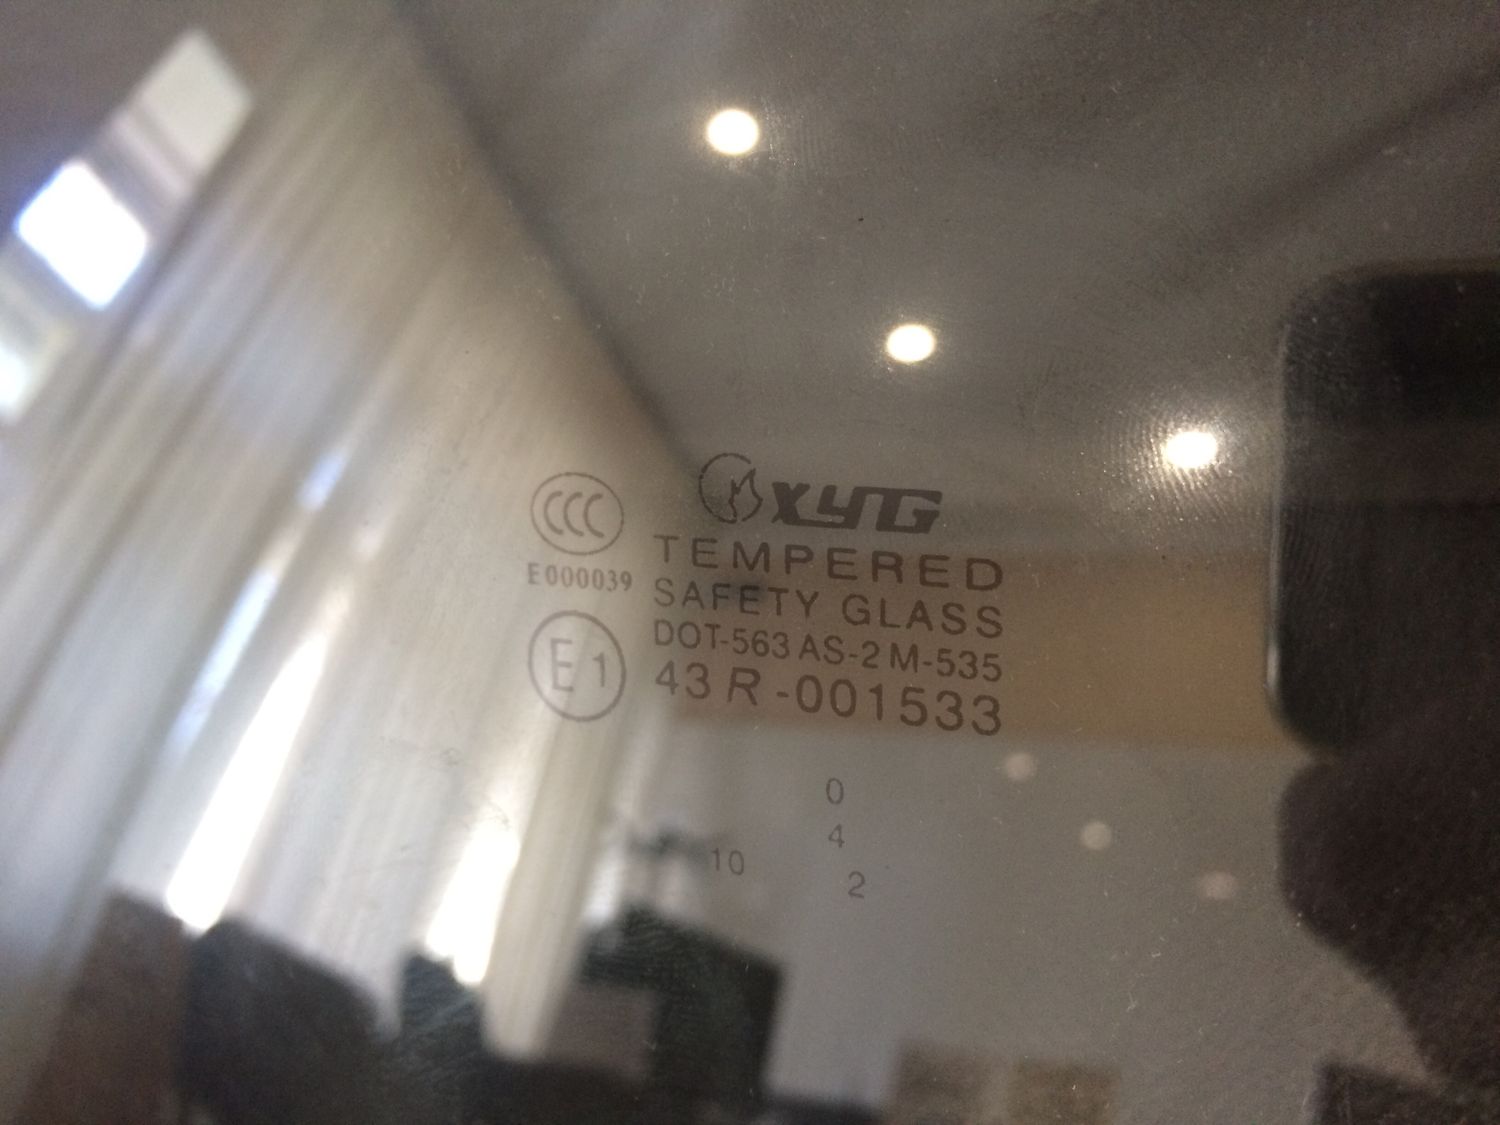 CCC
XYG
E000039
TEMPERED
SAFETY GLASS
DOT-563 AS-2 M-535
E1
43 R -001533
0
4
10
2